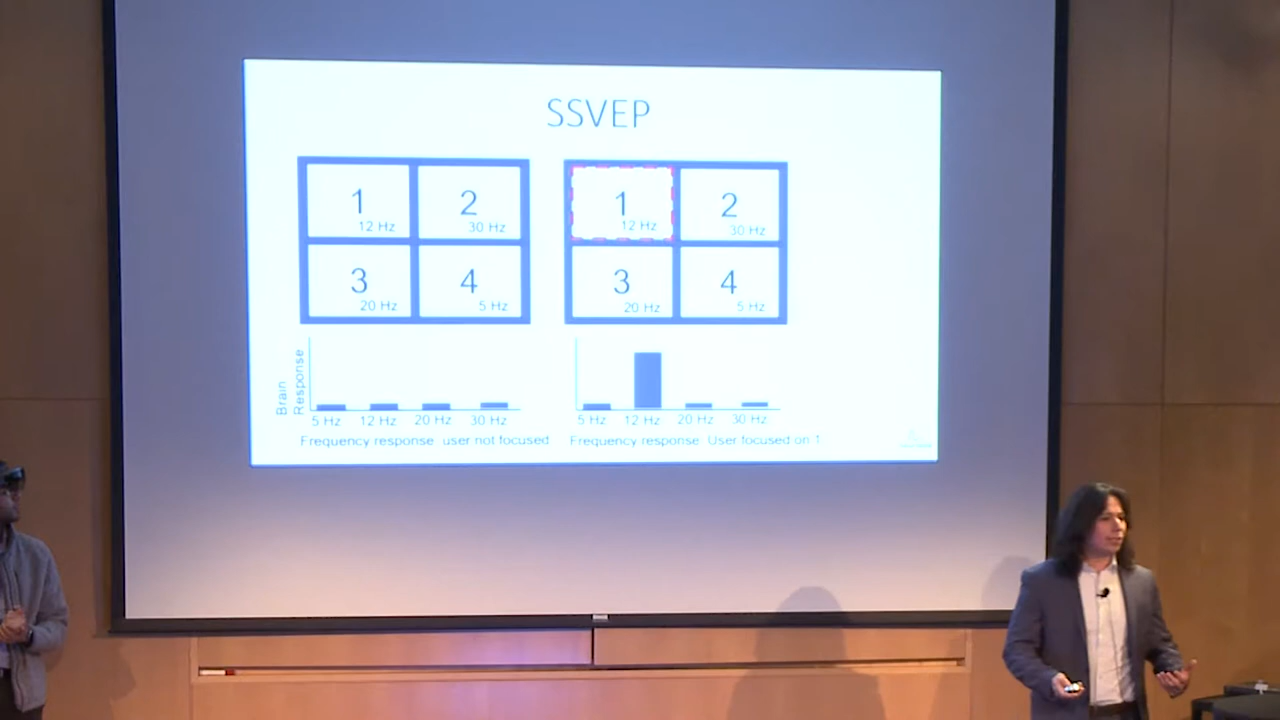 SSVEP
1
12 Hz
2
30 Hz
3
20 Hz
4
5 Hz
1
12 Hz
2
30 Hz
3
20 Hz
4
5 Hz
Brain
Response
5 Hz 12 Hz 20 Hz 30 Hz
Frequency response: user not focused
5 Hz 12 Hz 20 Hz 30 Hz
Frequency response: User focused on 1